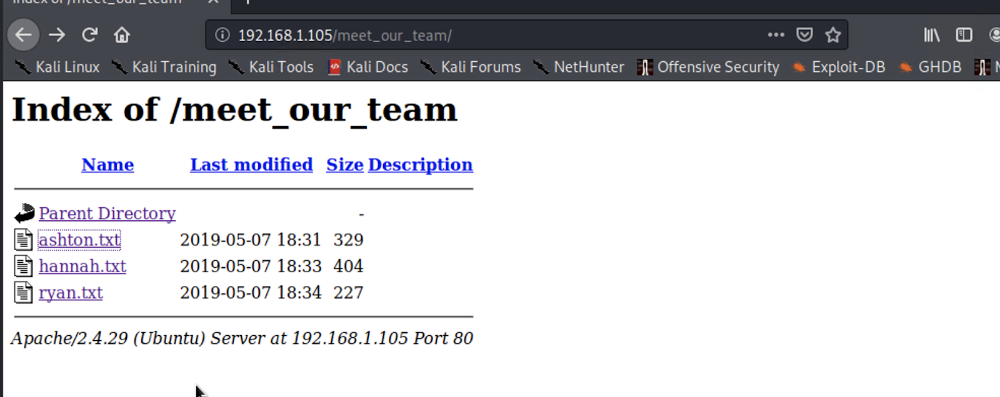 192.168.1.105/meet_our_team/
Kali Linux Kali Training Kali Tools Kali Docs Kali Forums NetHunter Offensive Security Exploit-DB GHDB
Index of /meet_our_team
Name Last modified Size Description
Parent Directory -
ashton.txt 2019-05-07 18:31 329
hannah.txt 2019-05-07 18:33 404
ryan.txt 2019-05-07 18:34 227
Apache/2.4.29 (Ubuntu) Server at 192.168.1.105 Port 80